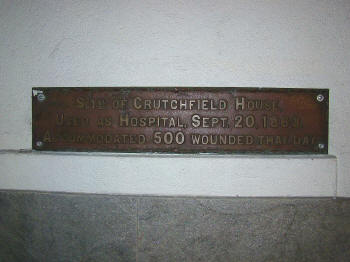 SITE OF CRUTCHFIELD HOUSE
USED AS HOSPITAL, SEPT. 20, 1863.
ACCOMMODATED 500 WOUNDED THAT DAY